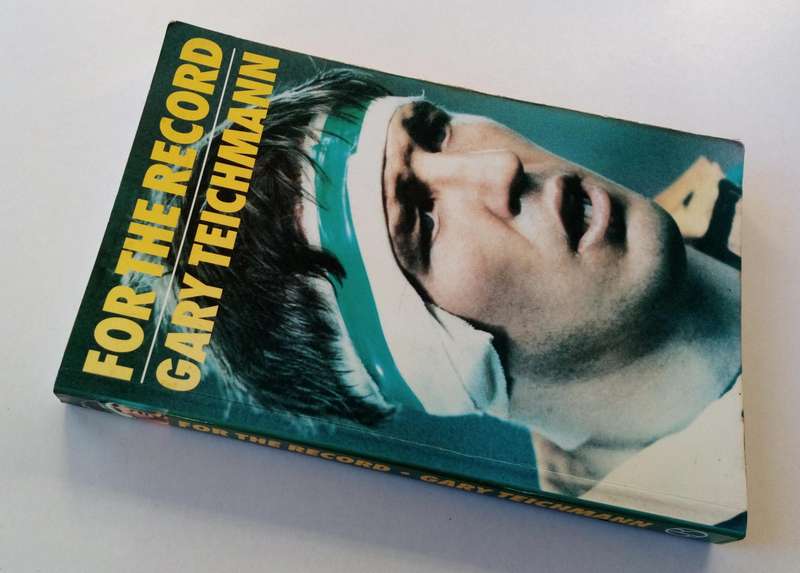 FOR THE RECORD
GARY TEICHMANN
FOR THE RECORD • GARY TEICHMANN